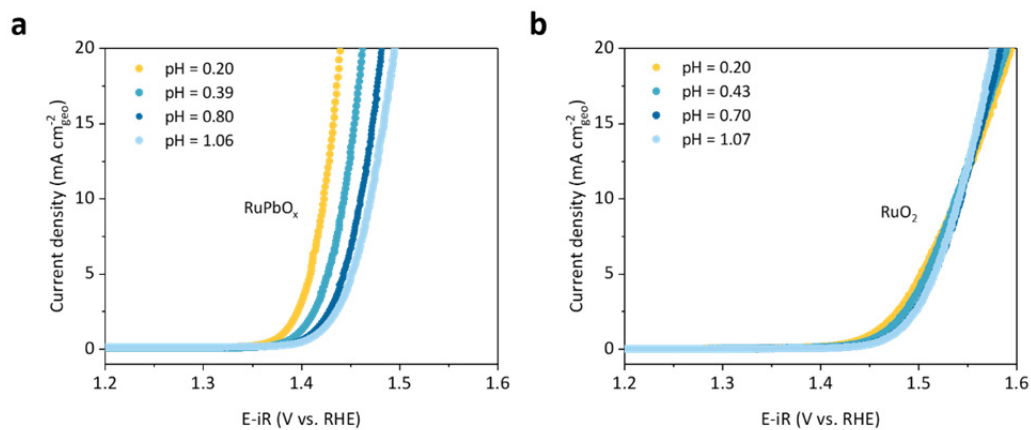 a
20
15
10
5
0
Current density (mA cm⁻²geo)
pH = 0.20
pH = 0.39
pH = 0.80
pH = 1.06
RuPbOₓ
1.2 1.3 1.4 1.5 1.6
E-iR (V vs. RHE)
b
20
15
10
5
0
Current density (mA cm⁻²geo)
pH = 0.20
pH = 0.43
pH = 0.70
pH = 1.07
RuO₂
1.2 1.3 1.4 1.5 1.6
E-iR (V vs. RHE)